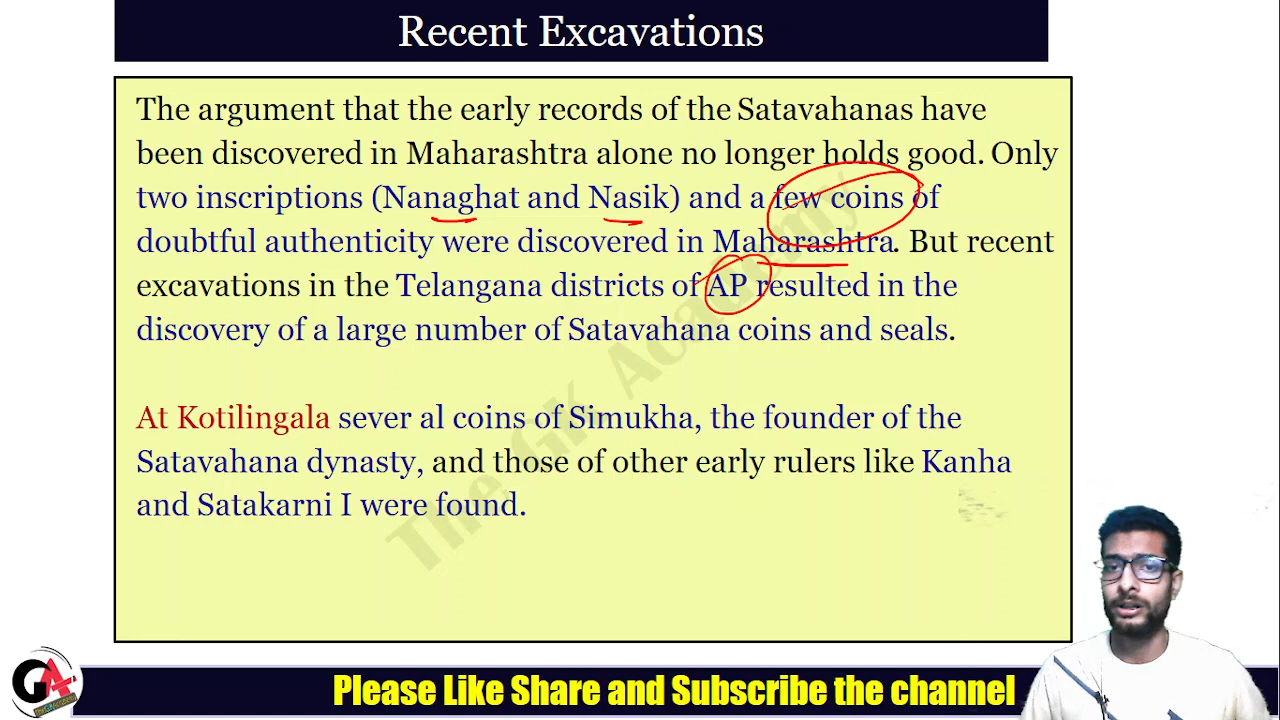 Recent Excavations
The argument that the early records of the Satavahanas have
been discovered in Maharashtra alone no longer holds good. Only
two inscriptions (Nanaghat and Nasik) and a few coins of
doubtful authenticity were discovered in Maharashtra. But recent
excavations in the Telangana districts of AP resulted in the
discovery of a large number of Satavahana coins and seals.
At Kotilingala sever al coins of Simukha, the founder of the
Satavahana dynasty, and those of other early rulers like Kanha
and Satakarni I were found.
The GK Academy
GA
Please Like Share and Subscribe the channel